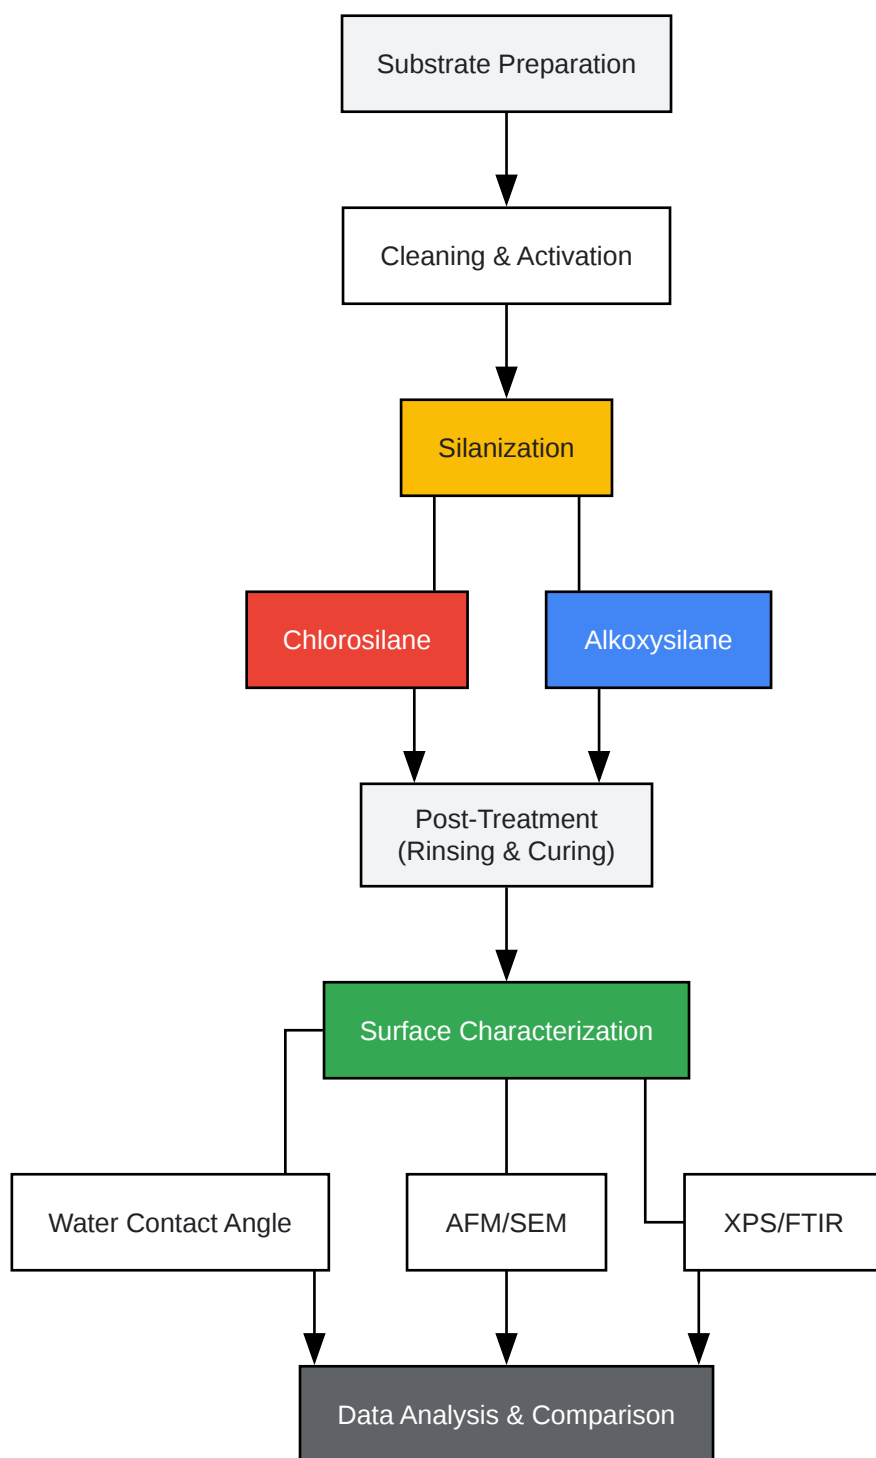 Substrate Preparation
Cleaning & Activation
Silanization
Chlorosilane
Alkoxysilane
Post-Treatment
(Rinsing & Curing)
Surface Characterization
Water Contact Angle
AFM/SEM
XPS/FTIR
Data Analysis & Comparison